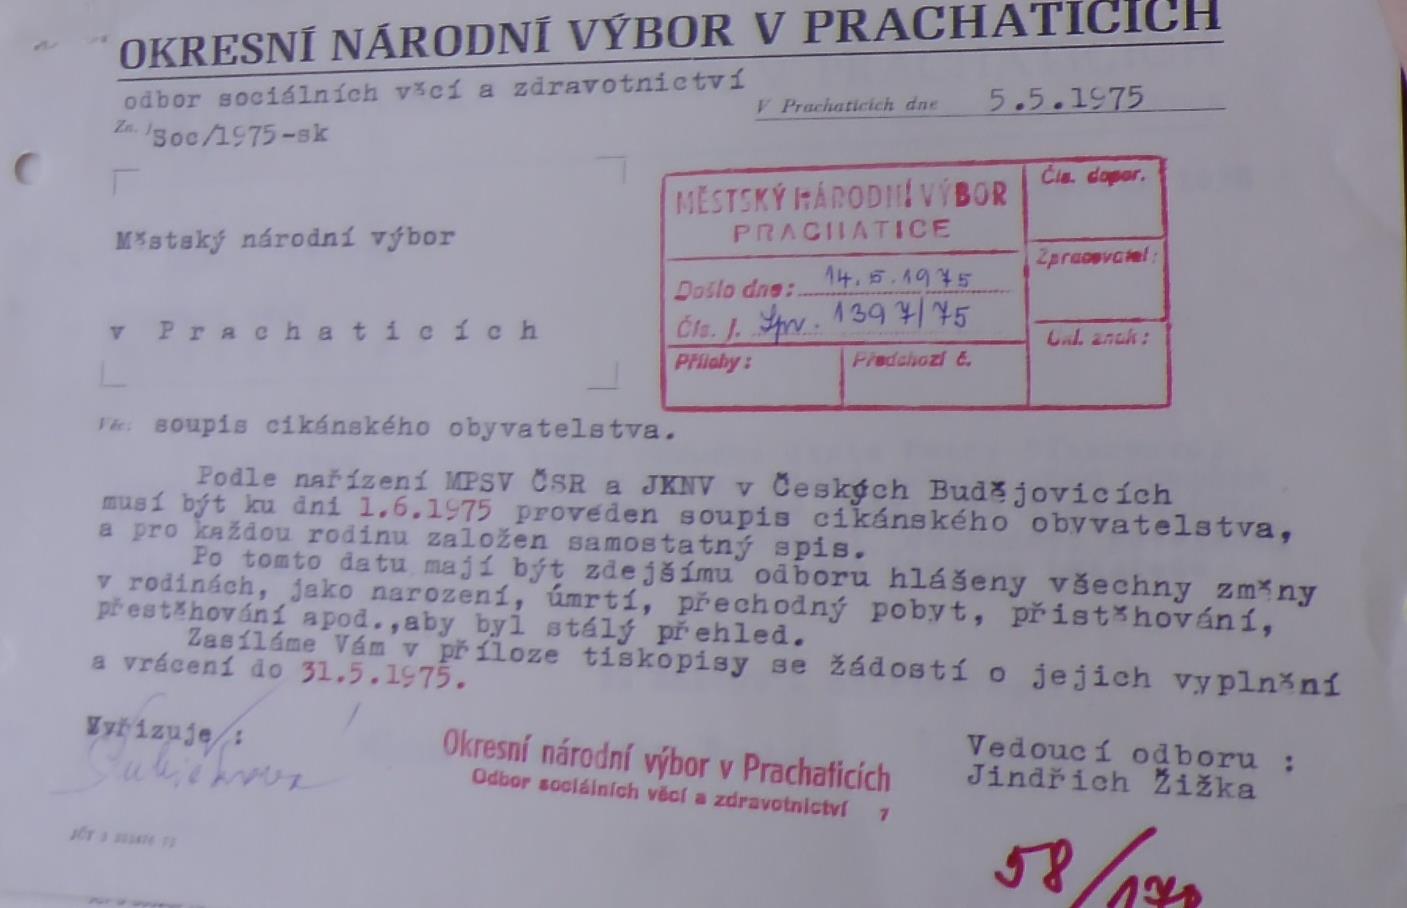 OKRESNÍ NÁRODNÍ VÝBOR V PRACHATICÍCH
odbor sociálních věcí a zdravotnictví
V Prachaticích dne 5.5.1975
Zn. Soc/1975-sk
Městský národní výbor
v Prachaticích
MĚSTSKÝ NÁRODNÍ VÝBOR
PRACHATICE
Došlo dne: 14.5.1975
Čís. j. Spv. 1397/75
Přílohy:
Předchozí č.
Čís. dopor.
Zpracovatel:
Ukl. znak:
Věc: soupis cikánského obyvatelstva.
Podle nařízení MPSV ČSR a JKNV v Českých Budějovicích
musí být ku dni 1.6.1975 proveden soupis cikánského obyvatelstva,
a pro každou rodinu založen samostatný spis.
Po tomto datu mají být zdejšímu odboru hlášeny všechny změny
v rodinách, jako narození, úmrtí, přechodný pobyt, přistěhování,
přestěhování apod.,aby byl stálý přehled.
Zasíláme Vám v příloze tiskopisy se žádostí o jejich vyplnění
a vrácení do 31.5.1975.
Vyřizuje :
Okresní národní výbor v Prachaticích
Odbor sociálních věcí a zdravotnictví 7
Vedoucí odboru :
Jindřich Žižka
58/